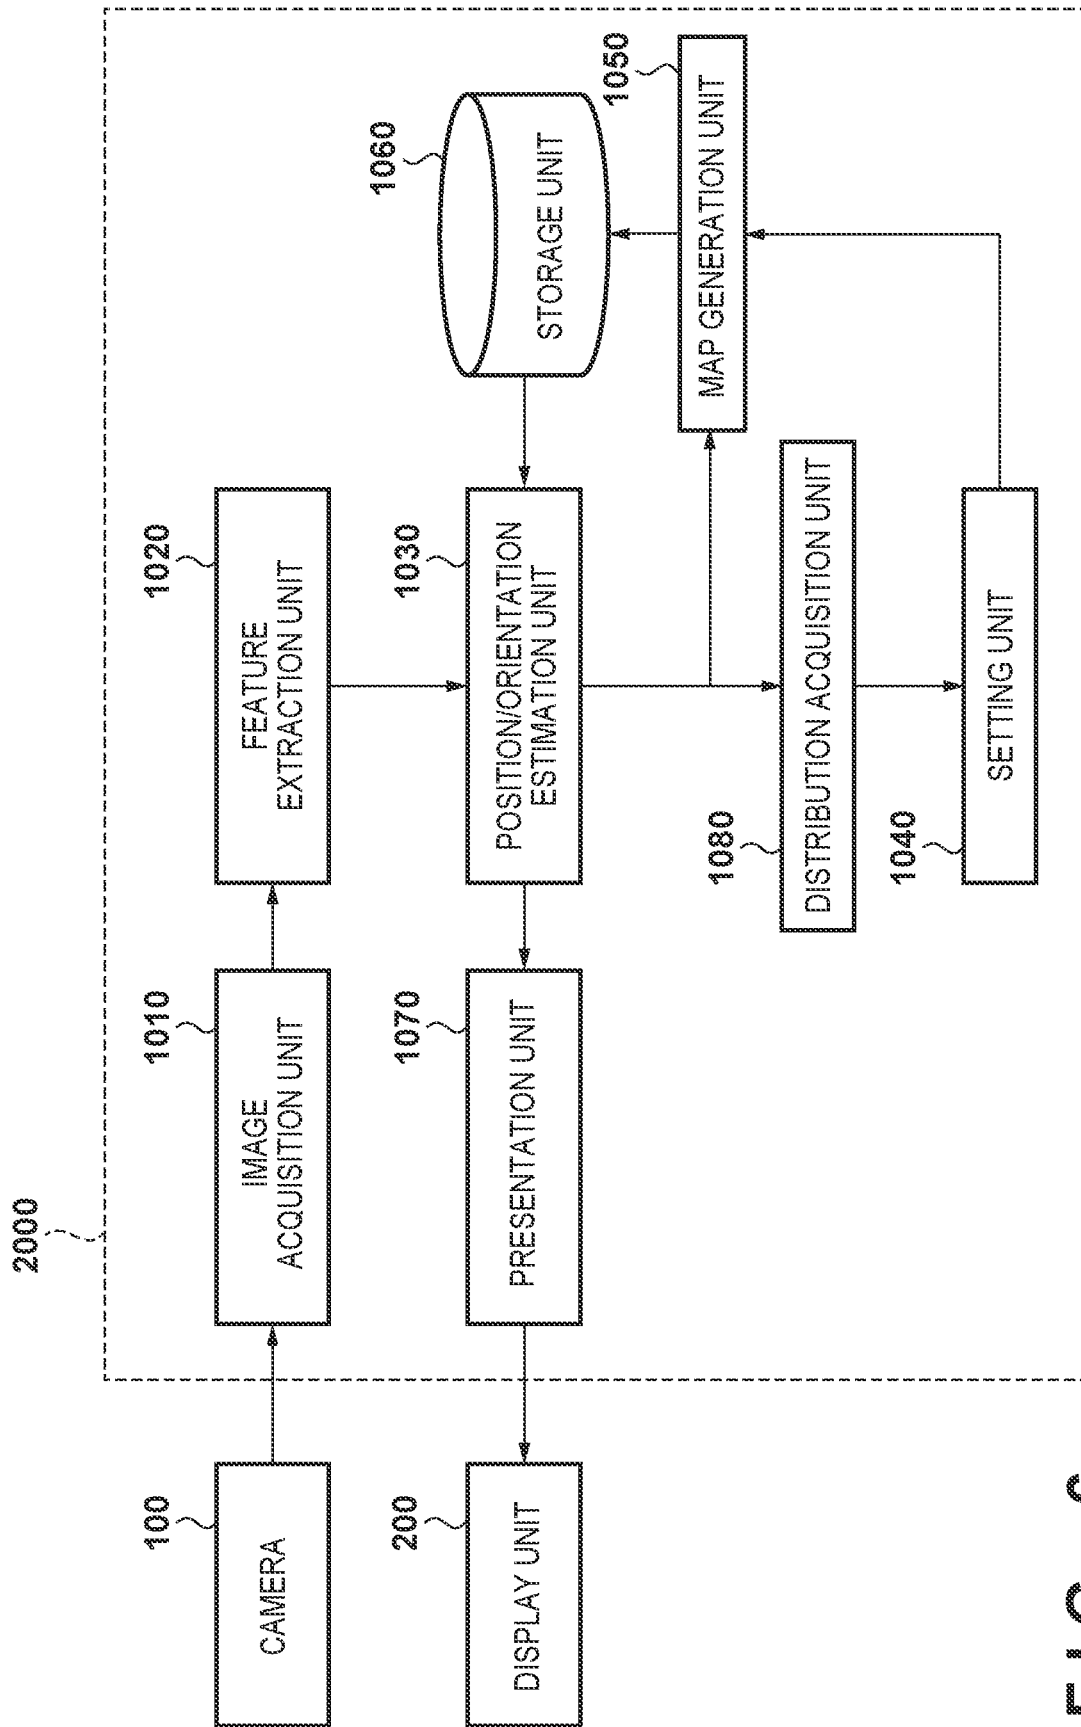 2000
100
CAMERA
1010
IMAGE
ACQUISITION UNIT
1020
FEATURE
EXTRACTION UNIT
200
DISPLAY UNIT
1070
PRESENTATION UNIT
1030
POSITION/ORIENTATION
ESTIMATION UNIT
1060
STORAGE UNIT
1050
MAP GENERATION UNIT
1080
DISTRIBUTION ACQUISITION UNIT
1040
SETTING UNIT